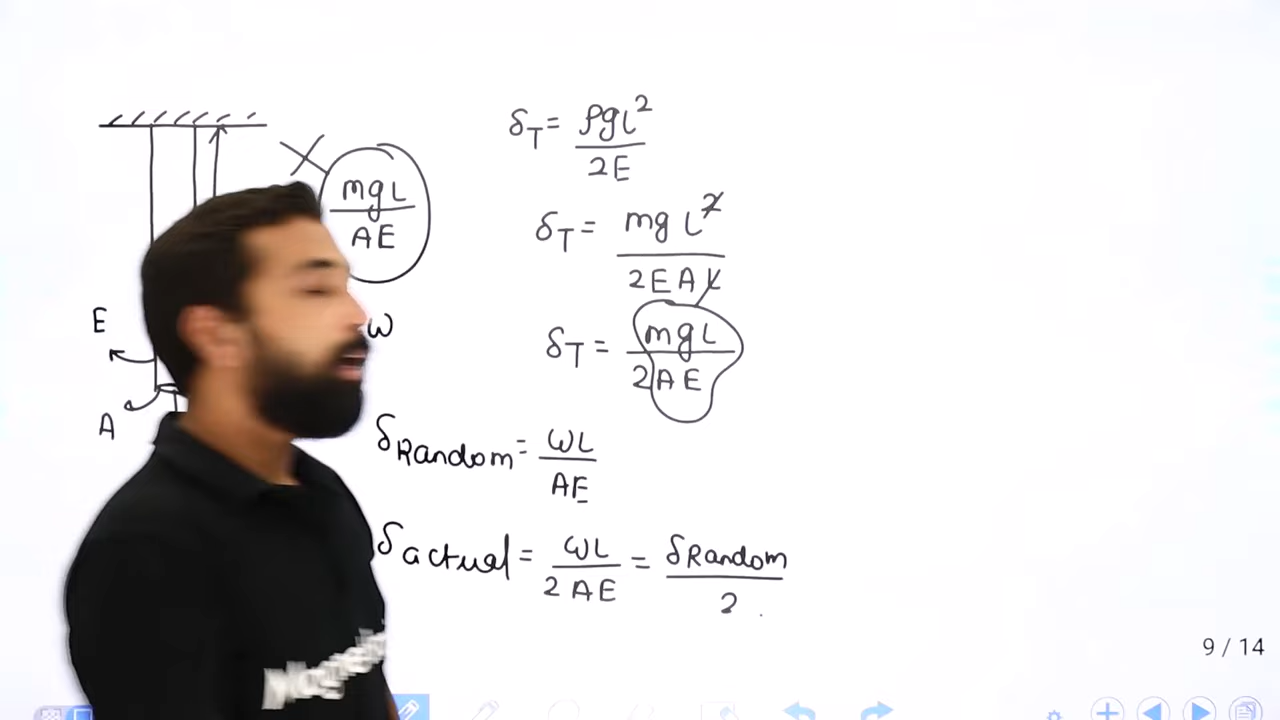 δT = ρgL²/2E
mgL/AE
δT = mg L²/2EAL
E
ω
δT = mgL/2AE
A
δRandom = ωL/AE
δactual = ωL/2AE = δRandom/2
9 / 14